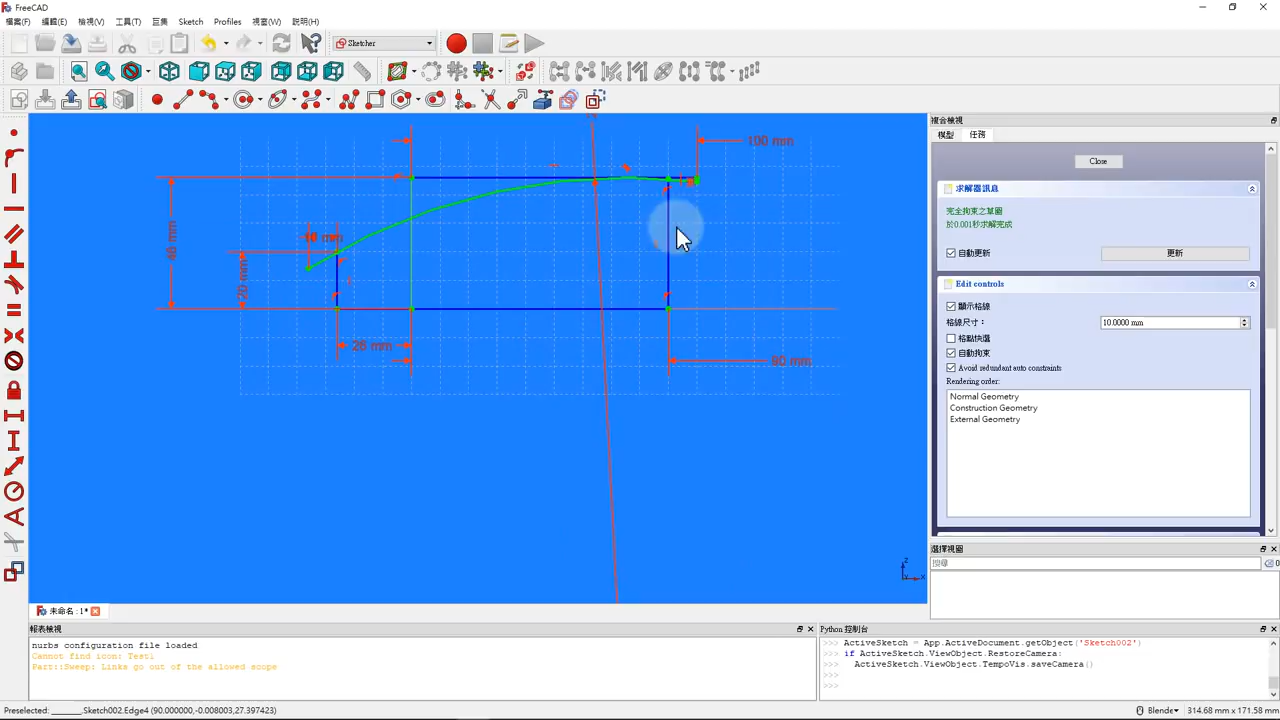 FreeCAD
檔案(F) 編輯(E) 檢視(V) 工具(T) 巨集 Sketch Profiles 視窗(W) 說明(H)
Sketcher
複合檢視
模型 任務
100 mm
Close
求解器訊息
完全拘束之草圖
於0.001秒求解完成
自動更新 更新
48 mm
20 mm
26 mm
90 mm
Edit controls
顯示格線
格線尺寸： 10.0000 mm
格點快選
自動拘束
Avoid redundant auto constraints
Rendering order:
Normal Geometry
Construction Geometry
External Geometry
選擇視圖
搜尋
0
未命名 : 1*
報表檢視
nurbs configuration file loaded
Cannot find icon: Test1
Part::Sweep: Links go out of the allowed scope
Python 控制台
>>> ActiveSketch = App.ActiveDocument.getObject('Sketch002')
>>> if ActiveSketch.ViewObject.RestoreCamera:
>>>   ActiveSketch.ViewObject.TempoVis.saveCamera()
>>>
>>>
Preselected: ______.Sketch002.Edge4 (90.000000,-0.008003,27.397423)
Blender 314.68 mm x 171.58 mm
Z
X